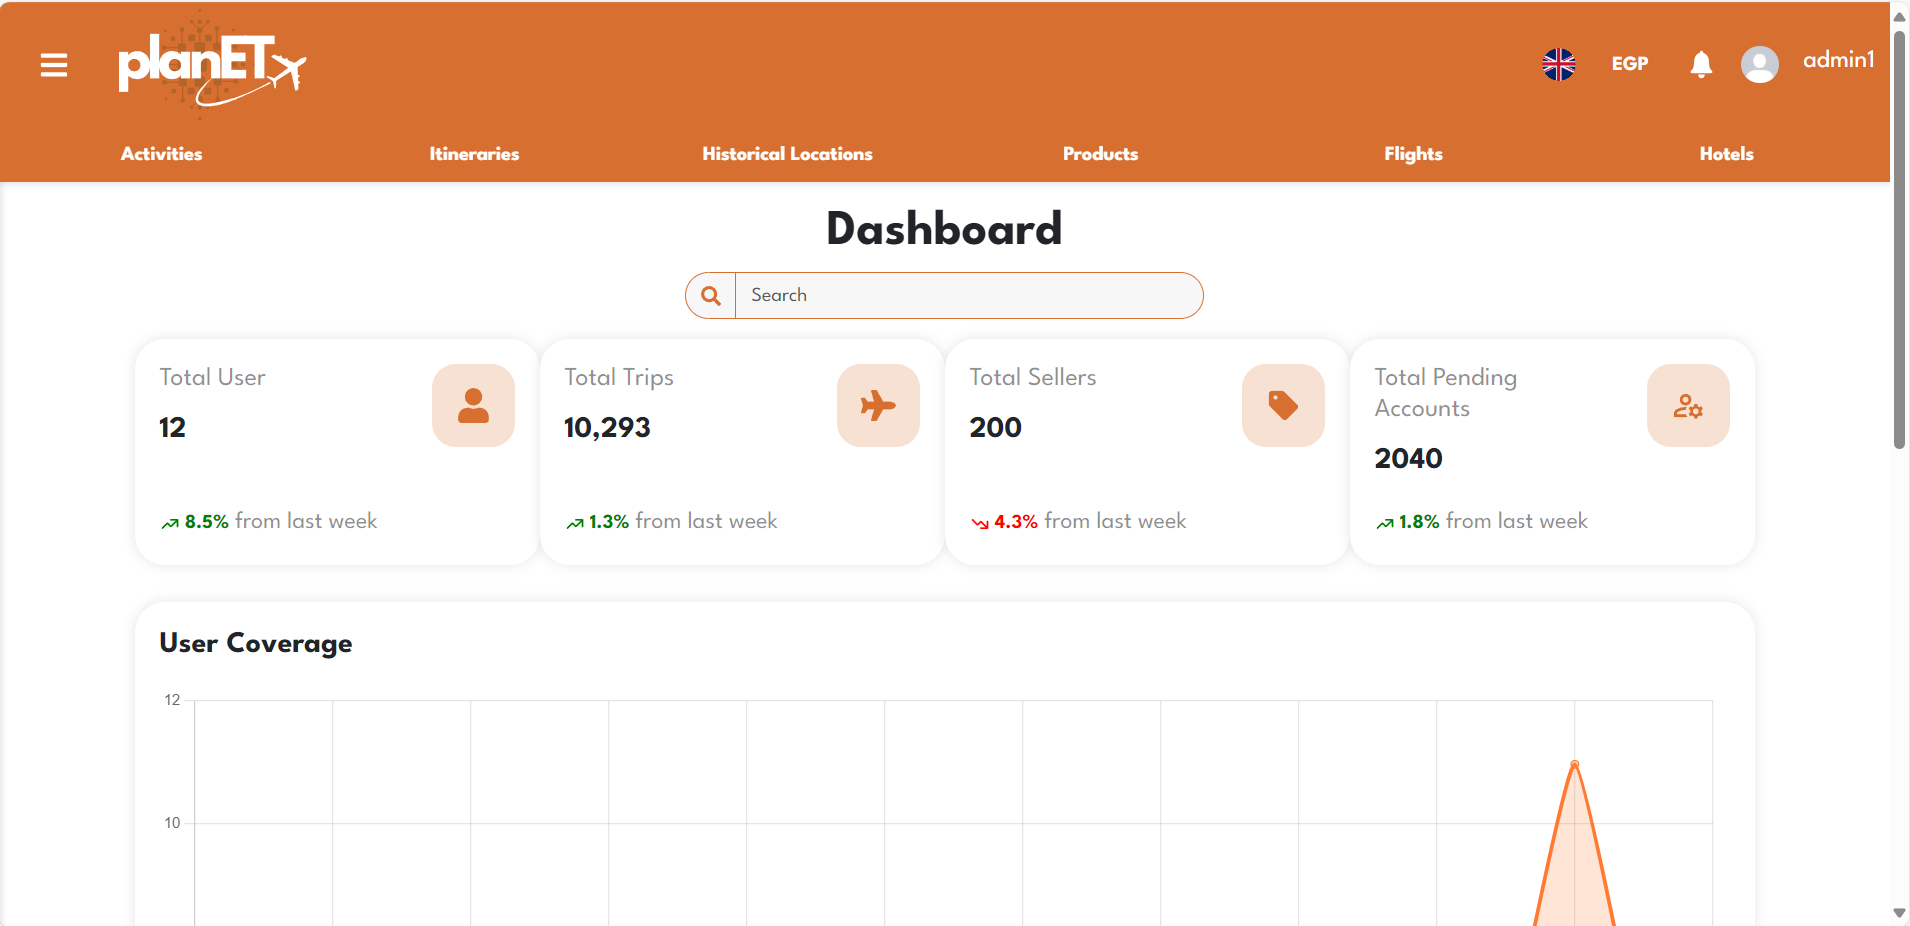 planET
EGP
admin1
Activities
Itineraries
Historical Locations
Products
Flights
Hotels
Dashboard
Search
Total User
12
8.5% from last week
Total Trips
10,293
1.3% from last week
Total Sellers
200
4.3% from last week
Total Pending
Accounts
2040
1.8% from last week
User Coverage
12
10